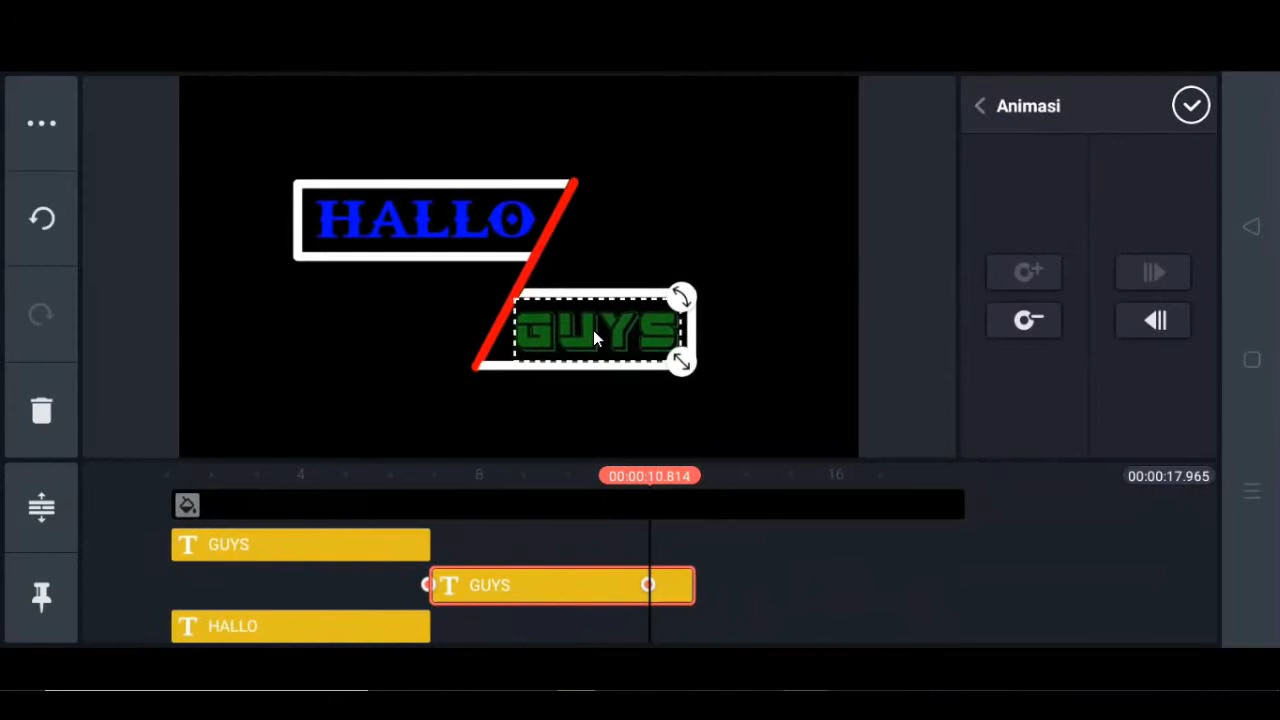 Animasi
HALLO
GUYS
4
8
00:00:10.814
16
00:00:17.965
GUYS
GUYS
HALLO